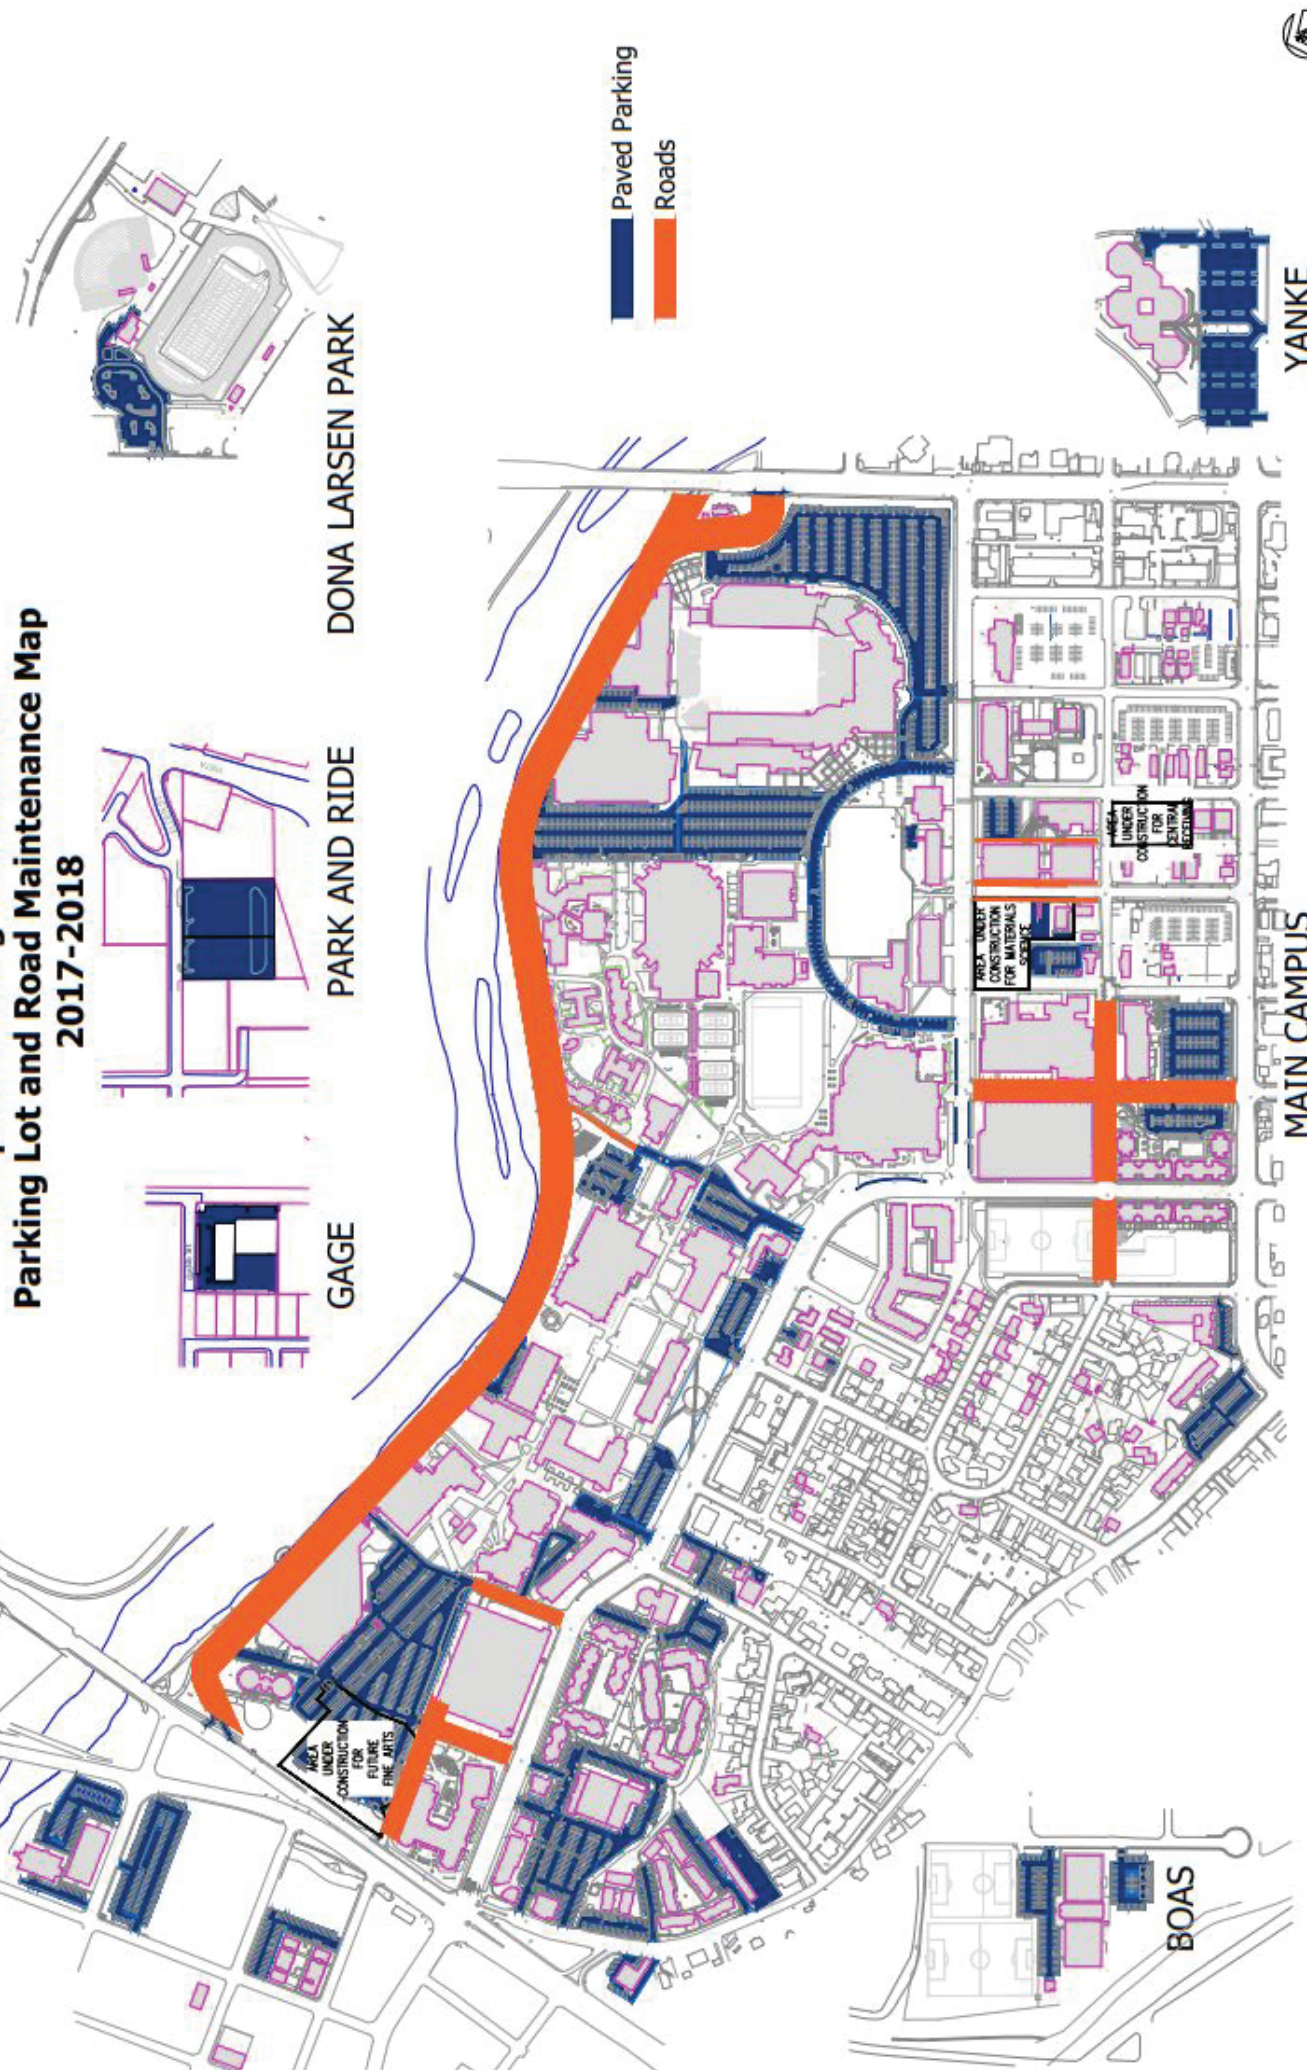 Parking Lot and Road Maintenance Map
2017-2018
GAGE
PARK AND RIDE
DONA LARSEN PARK
Paved Parking
Roads
AREA
UNDER
CONSTRUCTION
FOR
FUTURE
FINE ARTS
AREA UNDER
CONSTRUCTION
FOR MATERIALS
SCIENCE
AREA
UNDER
CONSTRUCTION
FOR
CENTRAL
RECEIVING
BOAS
MAIN CAMPUS
YANKE